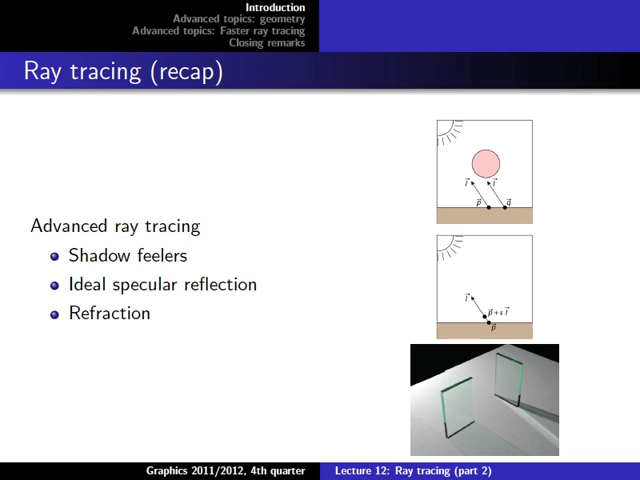 Introduction
Advanced topics: geometry
Advanced topics: Faster ray tracing
Closing remarks
Ray tracing (recap)
Advanced ray tracing
Shadow feelers
Ideal specular reflection
Refraction
l⃗ l⃗
p⃗ q⃗
l⃗
p⃗ + ϵ l⃗
p⃗
Graphics 2011/2012, 4th quarter Lecture 12: Ray tracing (part 2)